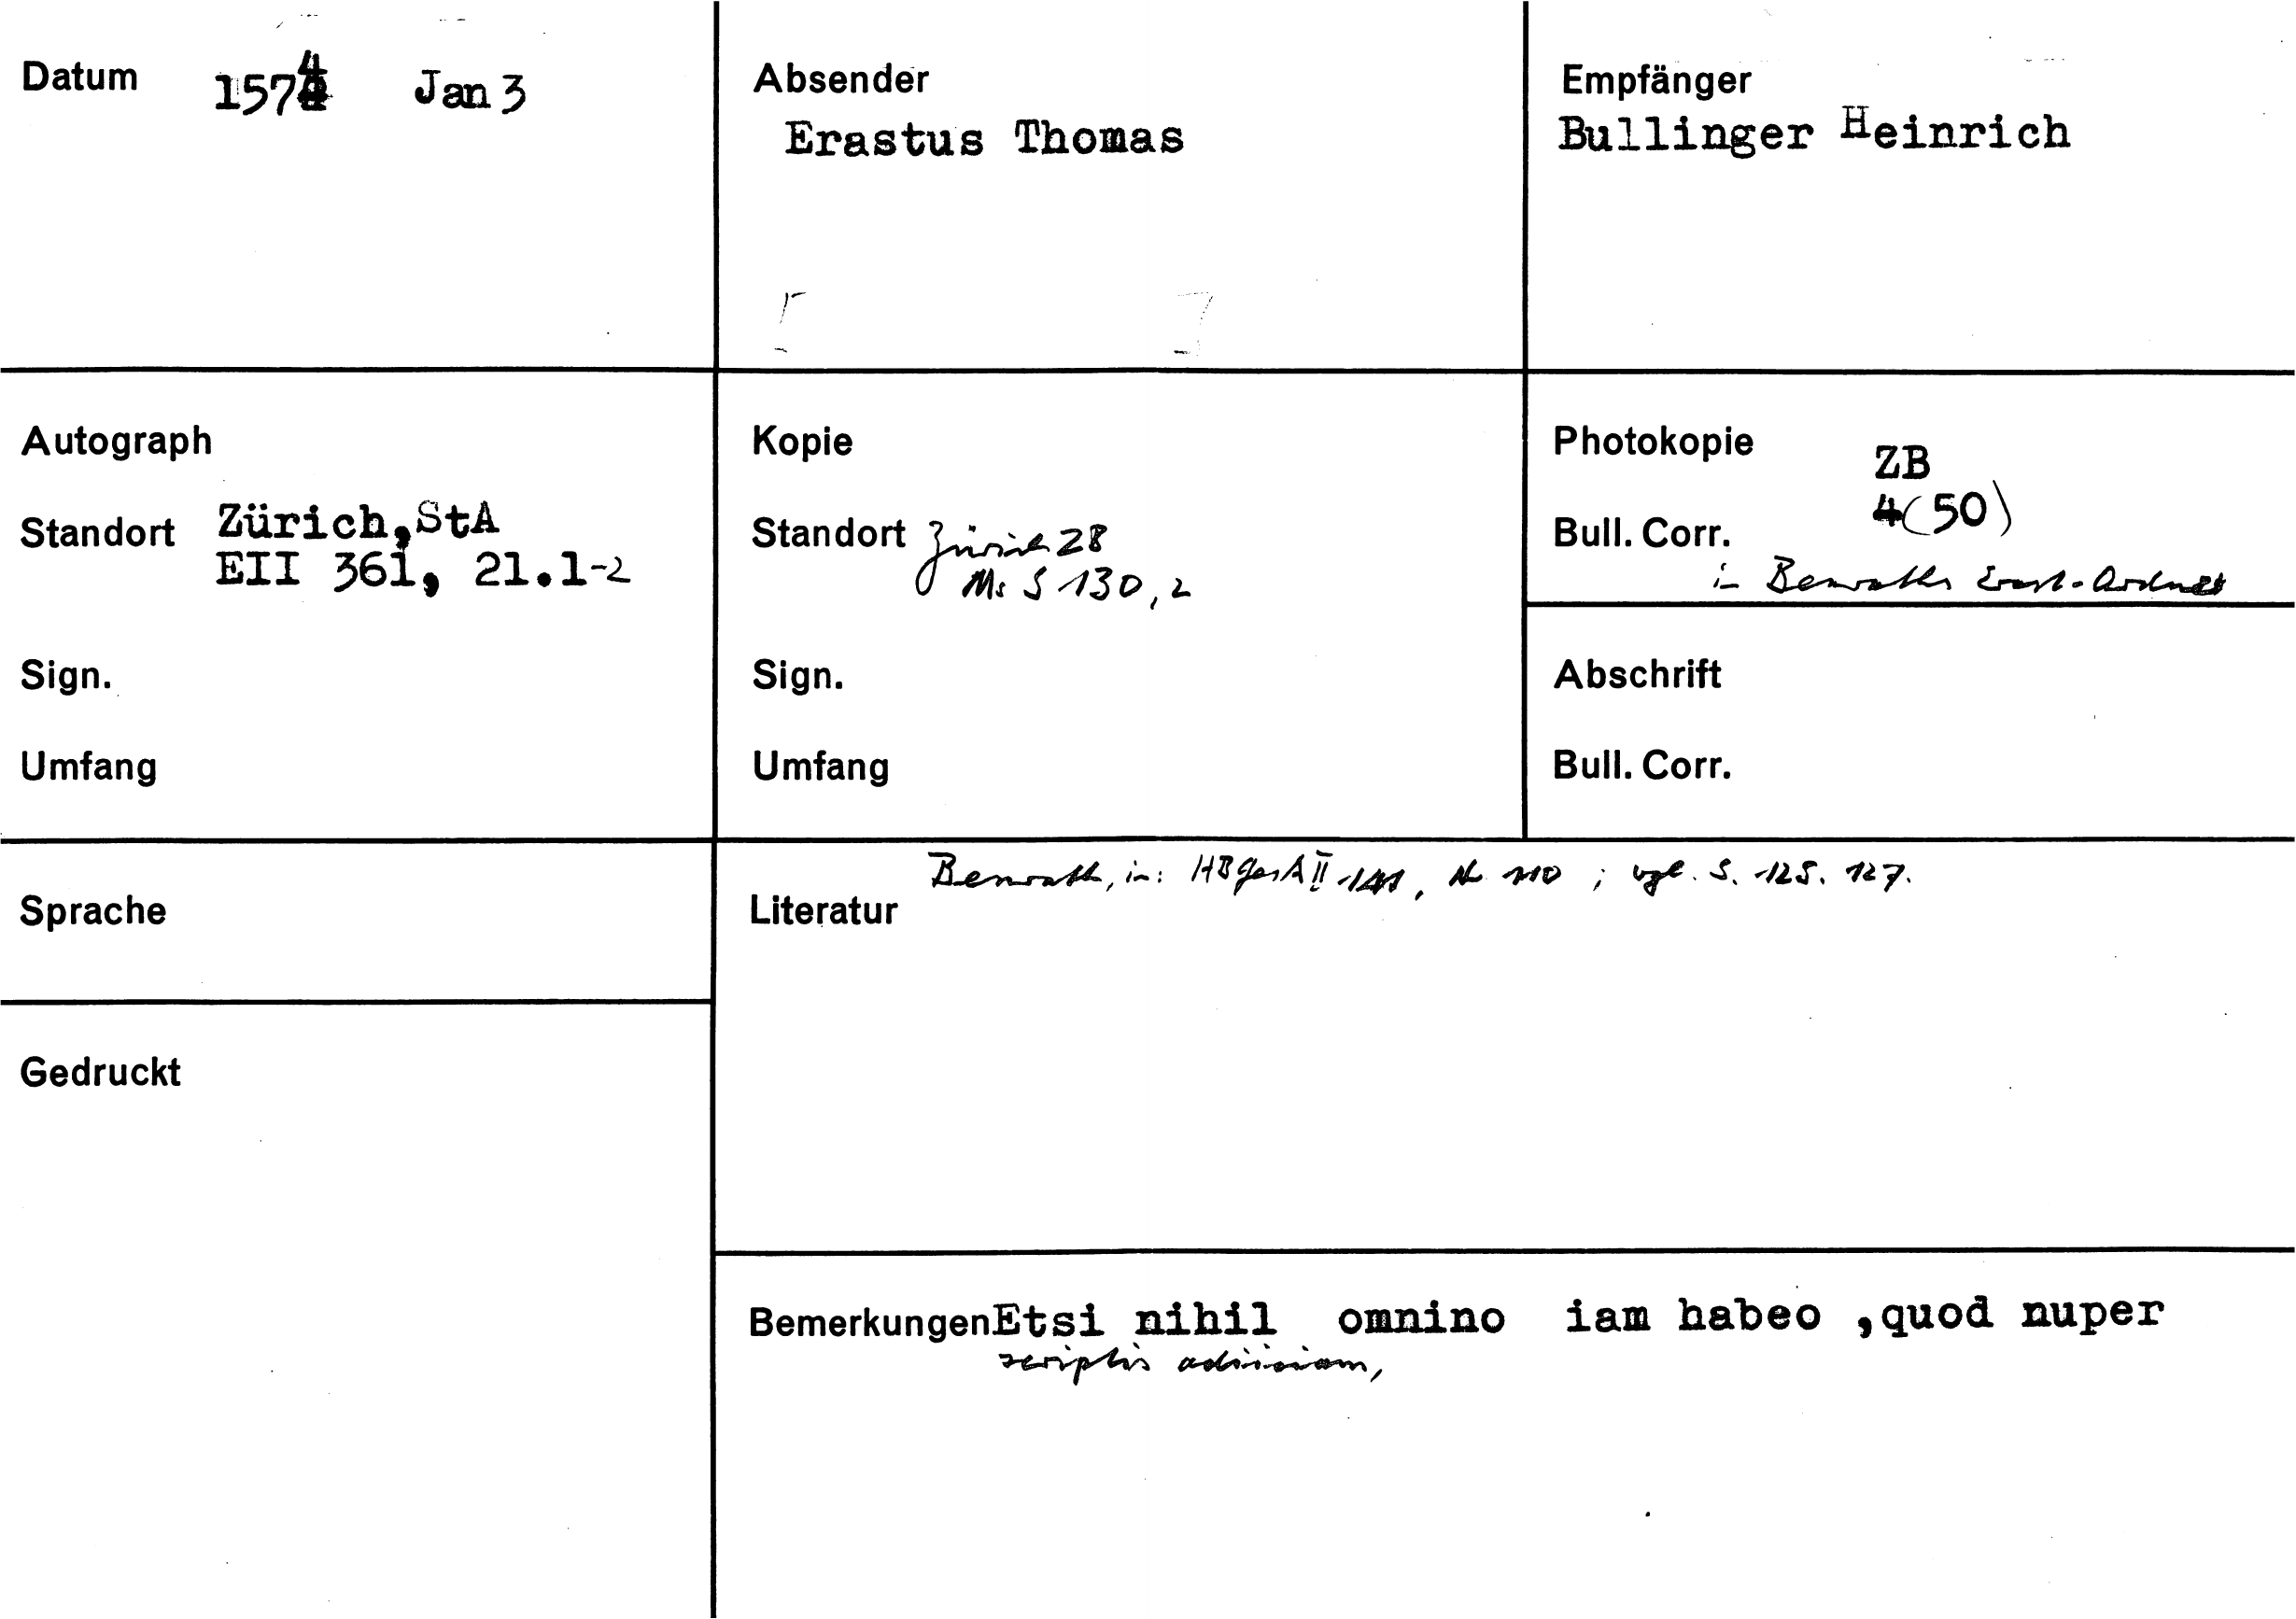 Datum 1574 Jan 3
Absender
Erastus Thomas
Empfänger
Bullinger Heinrich
Autograph
Standort Zürich,StA
EII 361, 21.1-2
Sign.
Umfang
Kopie
Standort Zürich ZB
Ms S 130, 2
Sign.
Umfang
Photokopie ZB
Bull. Corr. 4(50)
in Benraths Erast-Ordner
Abschrift
Bull. Corr.
Sprache
Gedruckt
Benrath, in: HBGesA II 141, Nr 110 ; vgl. S. 125. 127.
Literatur
Bemerkungen Etsi nihil omnino iam habeo ,quod nuper
scriptis adiiciam,